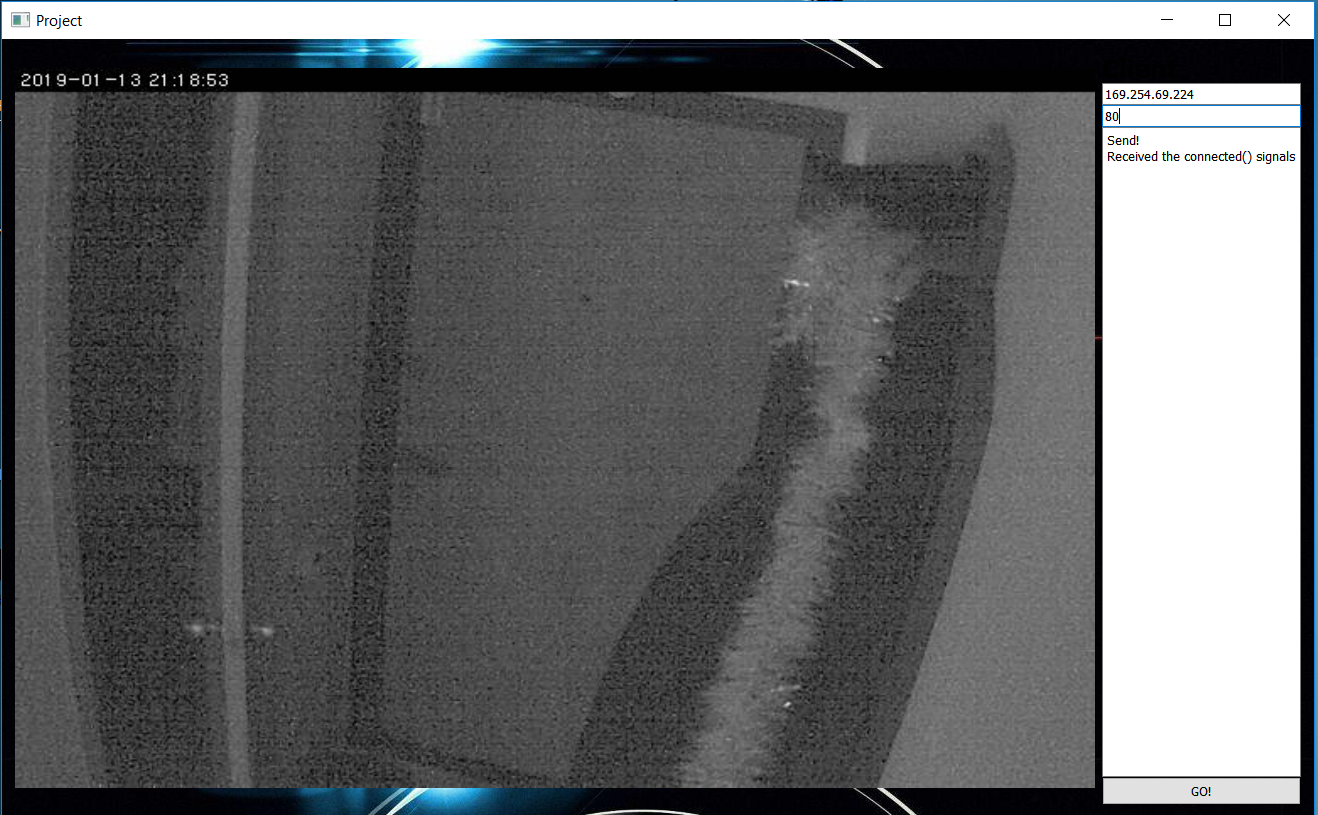 Project
2019-01-13 21:18:53
169.254.69.224
80
Send!
Received the connected() signals
GO!